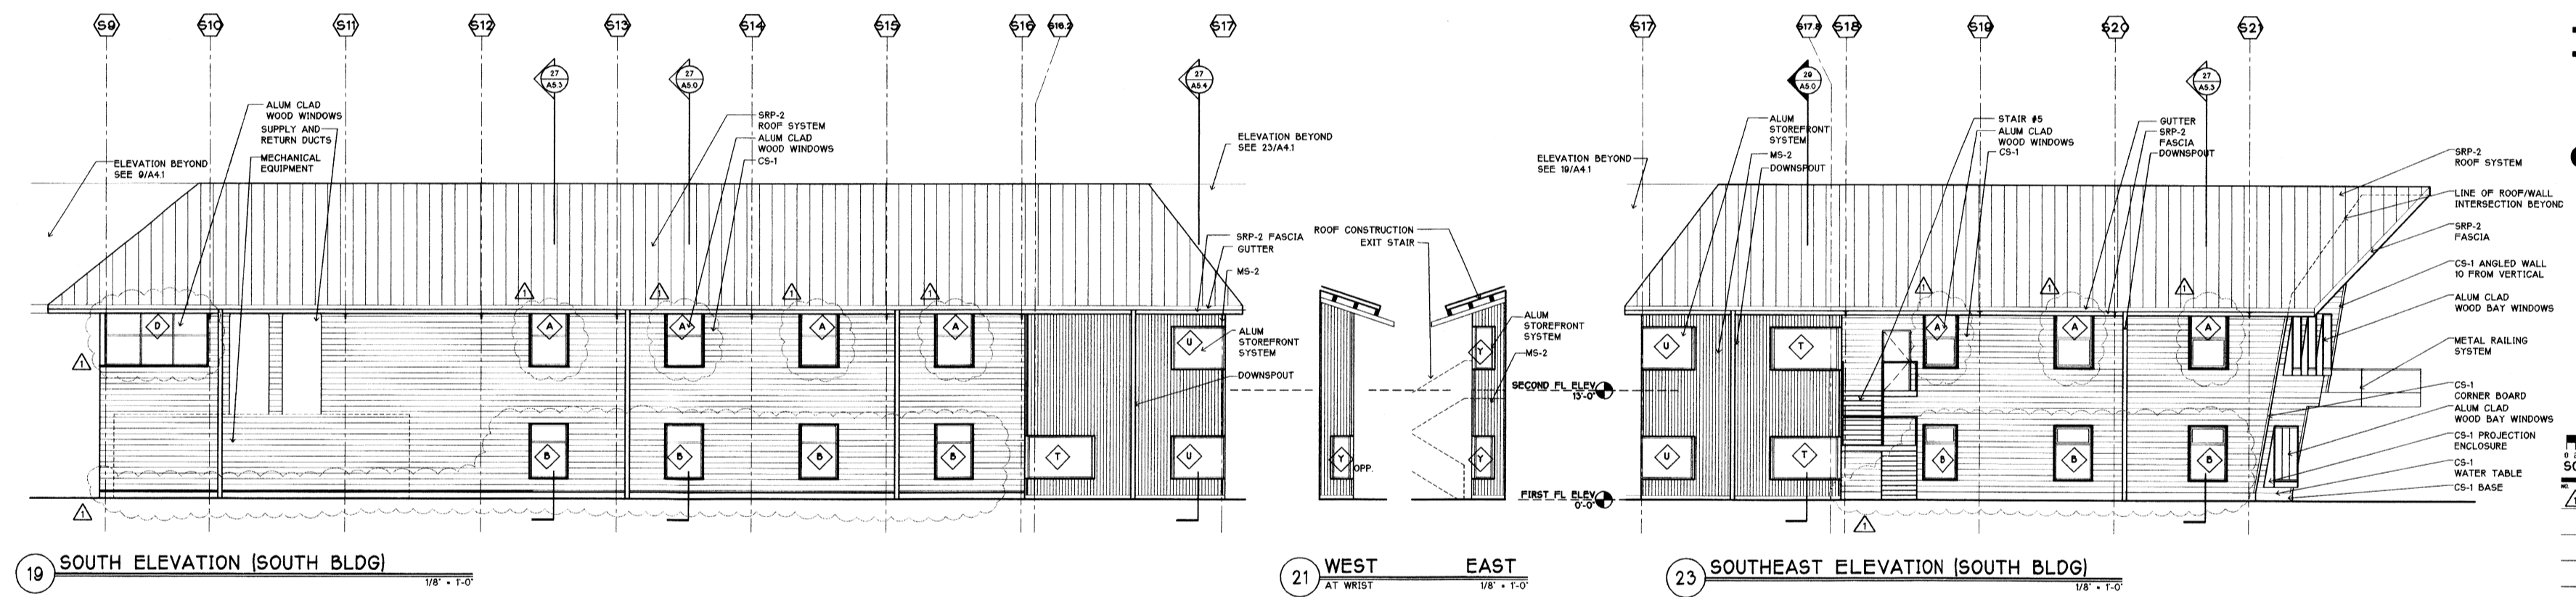 S9 S10 S11 S12 S13 S14 S15 S16 S16.2 S17
27
A5.3
27
A5.0
27
A5.4
ALUM CLAD
WOOD WINDOWS
SUPPLY AND
RETURN DUCTS
MECHANICAL
EQUIPMENT
ELEVATION BEYOND
SEE 9/A4.1
SRP-2
ROOF SYSTEM
ALUM CLAD
WOOD WINDOWS
CS-1
ELEVATION BEYOND
SEE 23/A4.1
SRP-2 FASCIA
GUTTER
MS-2
ALUM
STOREFRONT
SYSTEM
DOWNSPOUT
1 1 1 1
D A A A A U
1
B B B B T U
1
19 SOUTH ELEVATION (SOUTH BLDG)
1/8" = 1'-0"
ROOF CONSTRUCTION
EXIT STAIR
ALUM
STOREFRONT
SYSTEM
MS-2
Y
Y OPP. Y
SECOND FL ELEV
13'-0"
FIRST FL ELEV
0'-0"
21 WEST EAST
AT WRIST 1/8" = 1'-0"
S17 S17.8 S18 S19 S20 S21
29
A5.0
27
A5.3
ELEVATION BEYOND
SEE 19/A4.1
ALUM
STOREFRONT
SYSTEM
MS-2
DOWNSPOUT
STAIR #5
ALUM CLAD
WOOD WINDOWS
CS-1
GUTTER
SRP-2
FASCIA
DOWNSPOUT
SRP-2
ROOF SYSTEM
LINE OF ROOF/WALL
INTERSECTION BEYOND
SRP-2
FASCIA
CS-1 ANGLED WALL
10 FROM VERTICAL
ALUM CLAD
WOOD BAY WINDOWS
METAL RAILING
SYSTEM
CS-1
CORNER BOARD
ALUM CLAD
WOOD BAY WINDOWS
CS-1 PROJECTION
ENCLOSURE
CS-1
WATER TABLE
CS-1 BASE
1 1 1
U T A A A
U T B B B
1
23 SOUTHEAST ELEVATION (SOUTH BLDG)
1/8" = 1'-0"